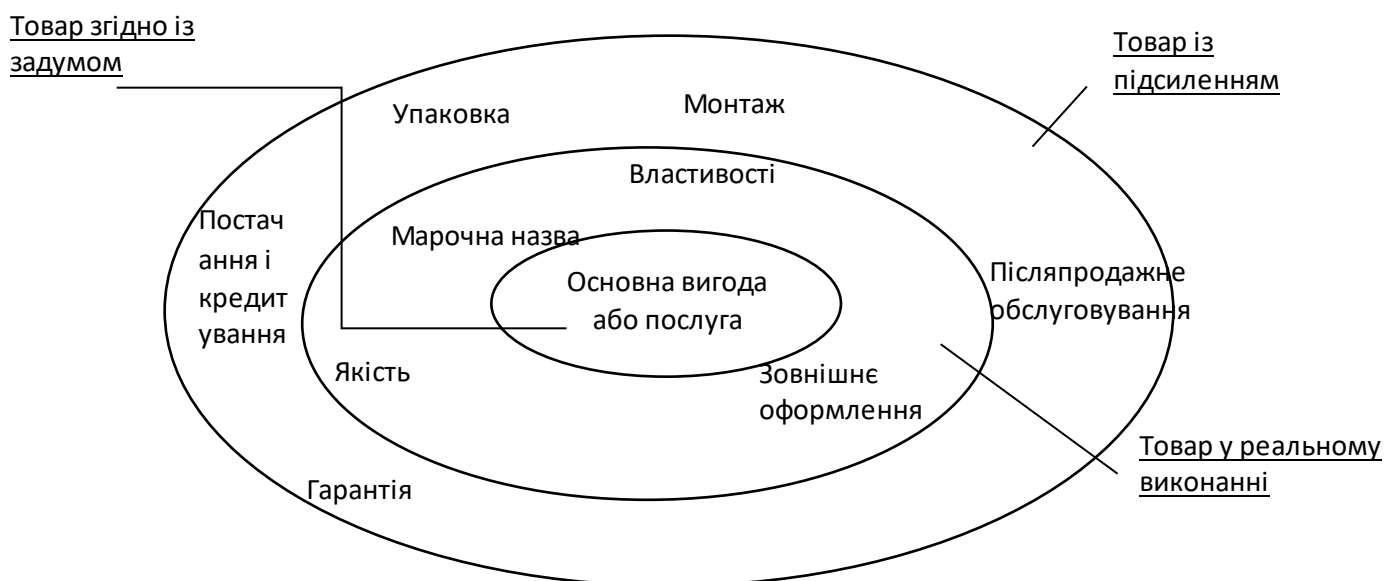 Товар згідно із
задумом
Товар із
підсиленням
Упаковка
Монтаж
Властивості
Постач
ання і
кредит
ування
Марочна назва
Основна вигода
або послуга
Післяпродажне
обслуговування
Якість
Зовнішнє
оформлення
Товар у реальному
виконанні
Гарантія